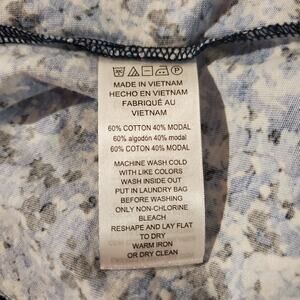 MADE IN VIETNAM
HECHO EN VIETNAM
FABRIQUÉ AU
VIETNAM
60% COTTON 40% MODAL
60% algodón 40% modal
60% COTON 40% MODAL
MACHINE WASH COLD
WITH LIKE COLORS
WASH INSIDE OUT
PUT IN LAUNDRY BAG
BEFORE WASHING
ONLY NON-CHLORINE
BLEACH
RESHAPE AND LAY FLAT
TO DRY
WARM IRON
OR DRY CLEAN